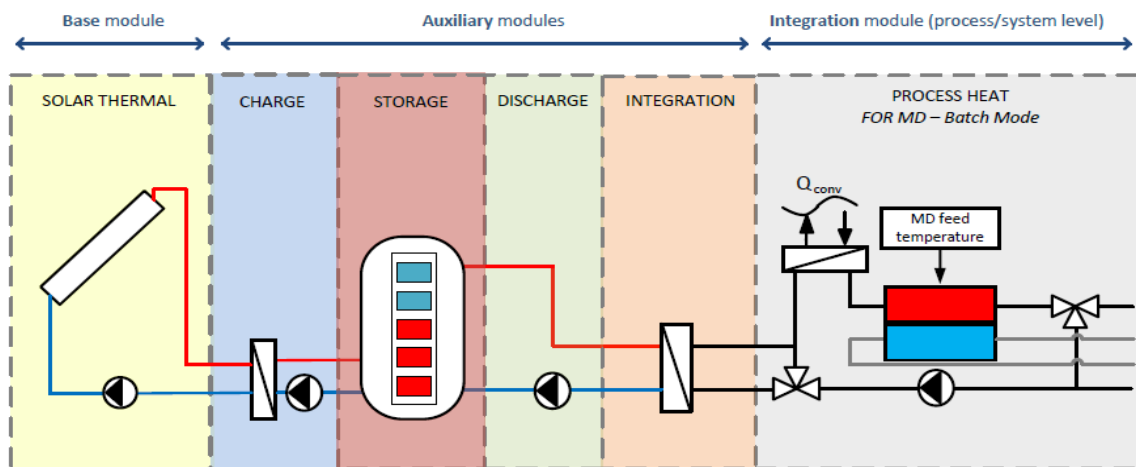 Base module
Auxiliary modules
Integration module (process/system level)
SOLAR THERMAL
CHARGE
STORAGE
DISCHARGE
INTEGRATION
PROCESS HEAT
FOR MD – Batch Mode
Qconv
MD feed
temperature